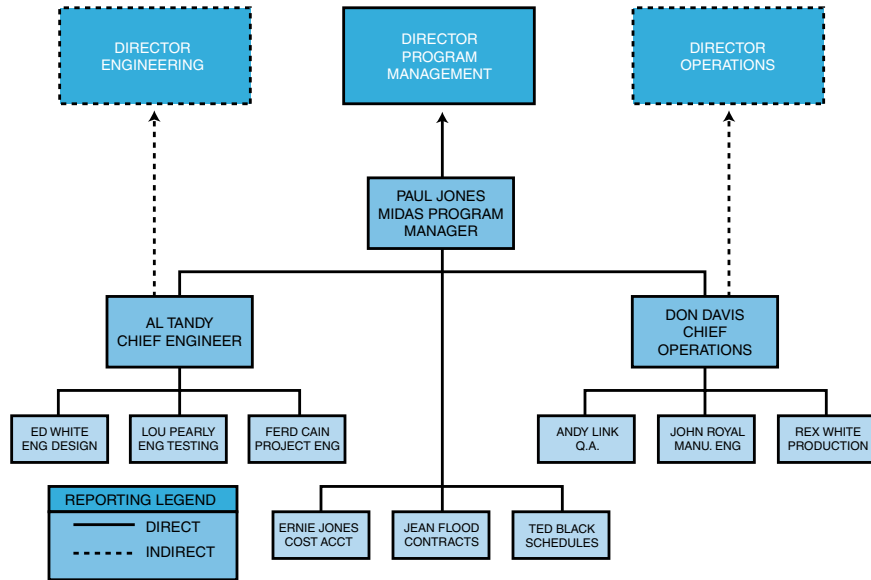 DIRECTOR
ENGINEERING
DIRECTOR
PROGRAM
MANAGEMENT
DIRECTOR
OPERATIONS
PAUL JONES
MIDAS PROGRAM
MANAGER
AL TANDY
CHIEF ENGINEER
DON DAVIS
CHIEF
OPERATIONS
ED WHITE
ENG DESIGN
LOU PEARLY
ENG TESTING
FERD CAIN
PROJECT ENG
ANDY LINK
Q.A.
JOHN ROYAL
MANU. ENG
REX WHITE
PRODUCTION
REPORTING LEGEND
DIRECT
INDIRECT
ERNIE JONES
COST ACCT
JEAN FLOOD
CONTRACTS
TED BLACK
SCHEDULES